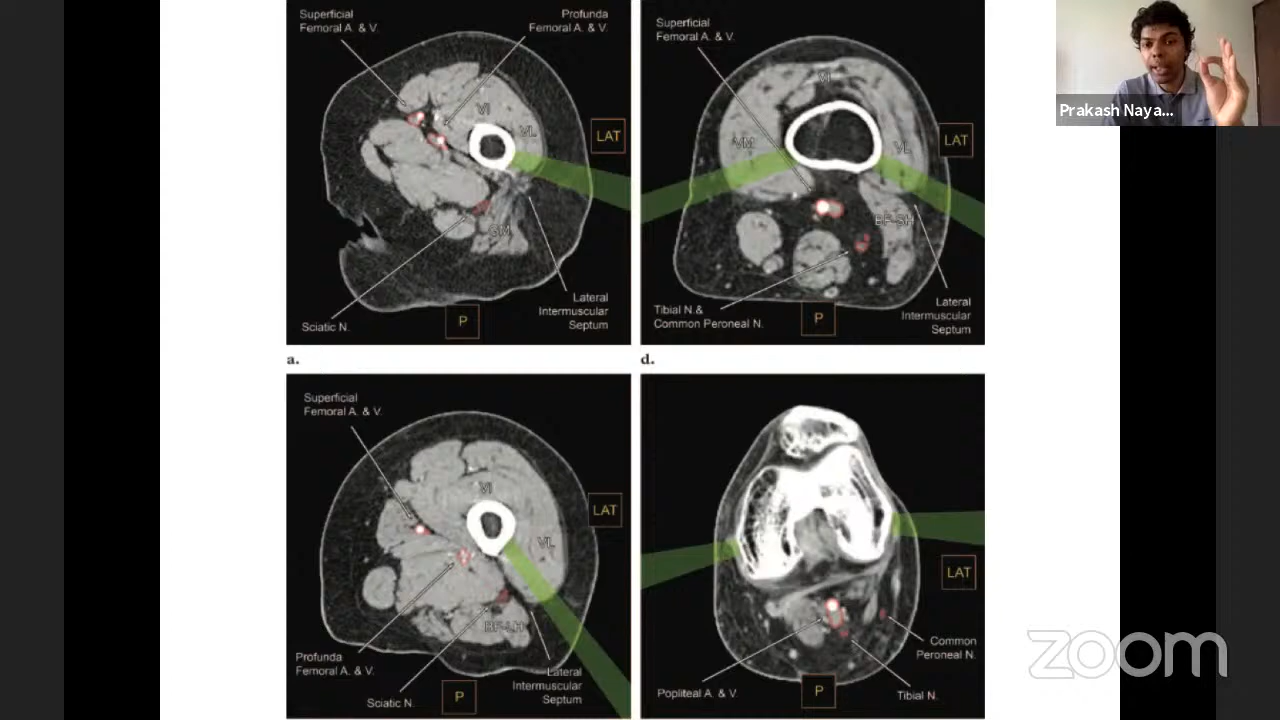 Superficial
Femoral A. & V.
Profunda
Femoral A. & V.
VI
VL
LAT
GM
Sciatic N.
Lateral
Intermuscular
Septum
P
a.
Superficial
Femoral A. & V.
VI
VM
VL
LAT
BF-SH
Tibial N.&
Common Peroneal N.
Lateral
Intermuscular
Septum
P
d.
Superficial
Femoral A. & V.
VI
LAT
VL
BF-LH
Profunda
Femoral A. & V.
Lateral
Intermuscular
Septum
Sciatic N.
P
LAT
Common
Peroneal N.
Popliteal A. & V.
Tibial N.
P
Prakash Naya...
zoom